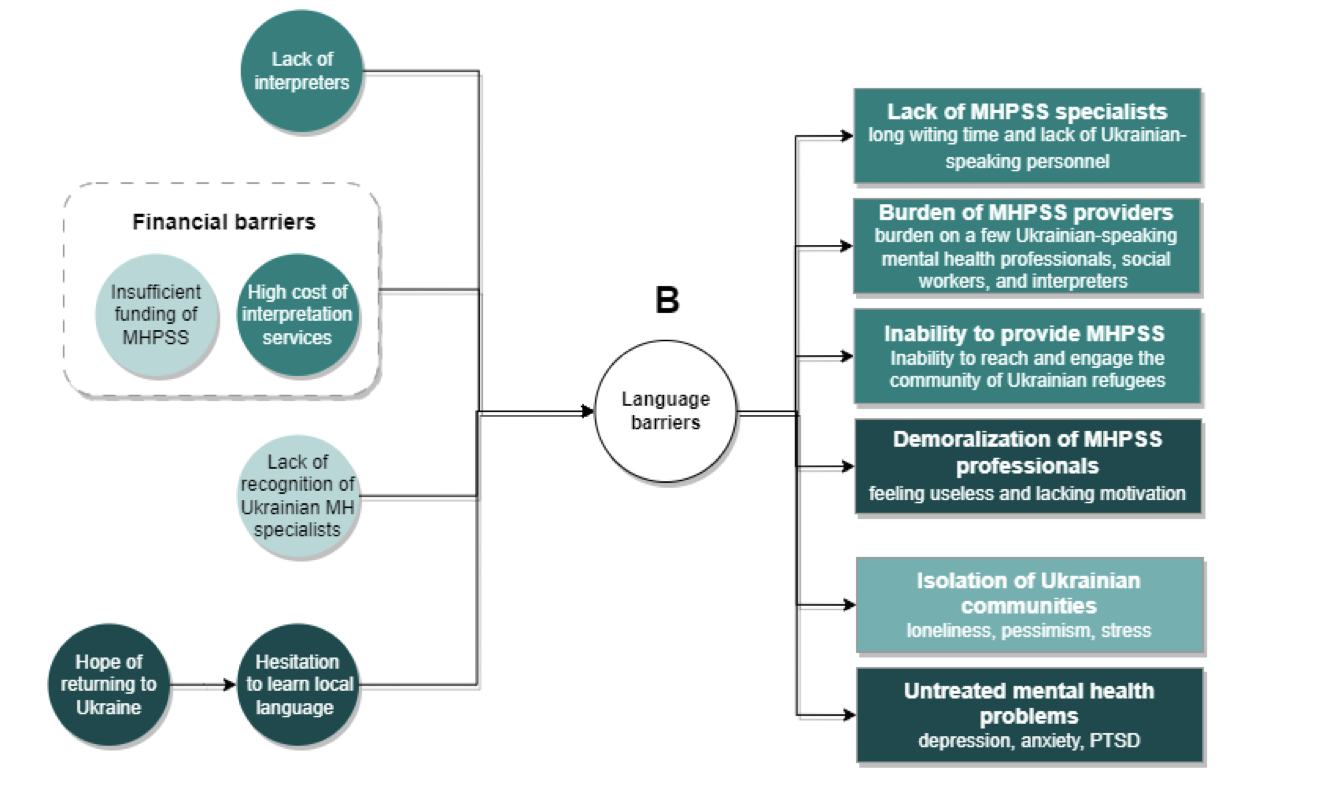 Lack of
interpreters
Financial barriers
Insufficient
funding of
MHPSS
High cost of
interpretation
services
Lack of
recognition of
Ukrainian MH
specialists
Hope of
returning to
Ukraine
Hesitation
to learn local
language
B
Language
barriers
Lack of MHPSS specialists
long witing time and lack of Ukrainian-
speaking personnel
Burden of MHPSS providers
burden on a few Ukrainian-speaking
mental health professionals, social
workers, and interpreters
Inability to provide MHPSS
Inability to reach and engage the
community of Ukrainian refugees
Demoralization of MHPSS
professionals
feeling useless and lacking motivation
Isolation of Ukrainian
communities
loneliness, pessimism, stress
Untreated mental health
problems
depression, anxiety, PTSD